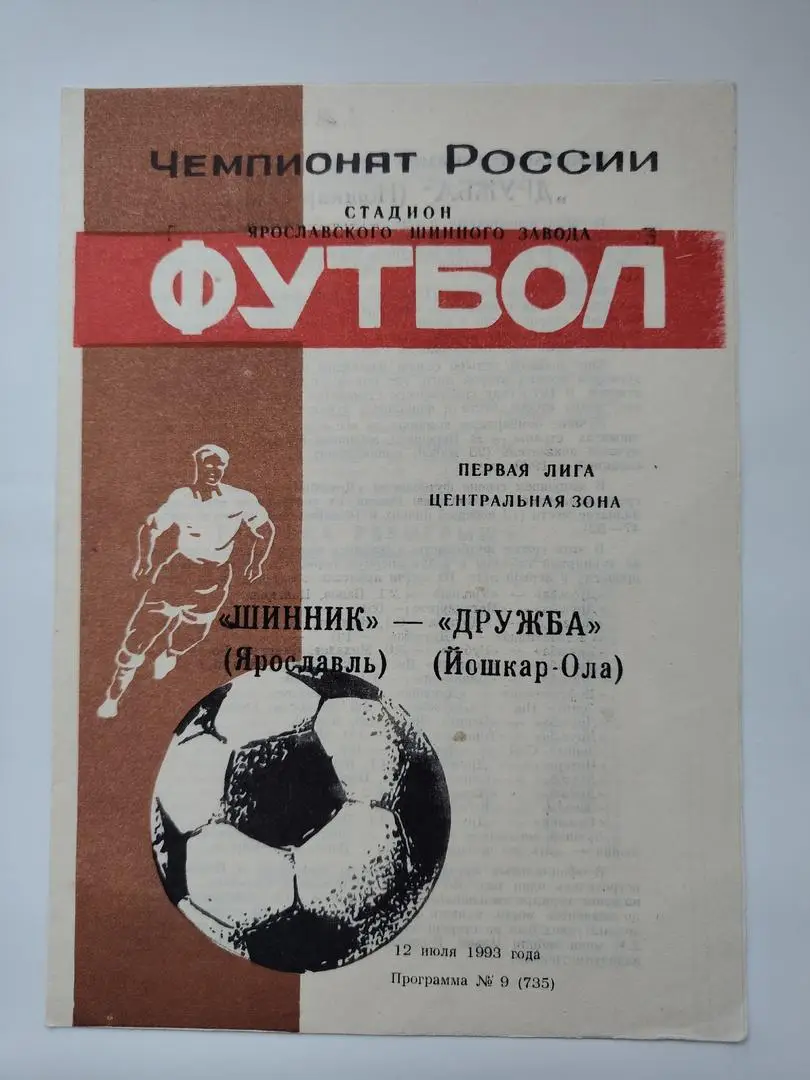 Чемпионат России
СТАДИОН
ЯРОСЛАВСКОГО ШИННОГО ЗАВОДА
ФУТБОЛ
ПЕРВАЯ ЛИГА
ЦЕНТРАЛЬНАЯ ЗОНА
«ШИННИК» — «ДРУЖБА»
(Ярославль) (Йошкар-Ола)
12 июля 1993 года
Программа № 9 (735)